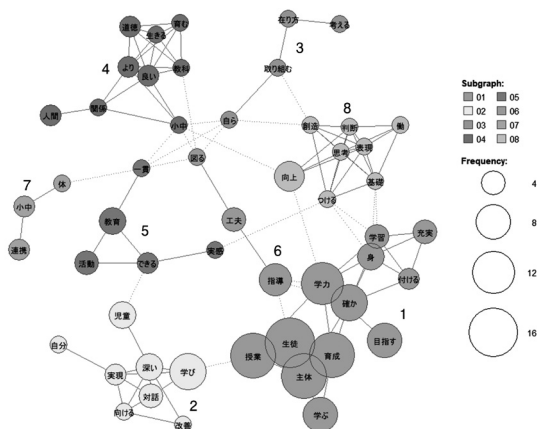 道徳
生きる
育む
より
良い
教科
4
人間
関係
小中
在り方
考える
3
取り組む
自ら
8
創造
判断
働
思考
表現
向上
基礎
つける
一貫
図る
7
体
小中
連携
教育
5
活動
できる
実感
工夫
6
指導
学習
充実
身
付ける
学力
確か
1
目指す
児童
自分
実現
深い
学び
対話
向ける
2
改善
授業
生徒
育成
主体
学ぶ
Subgraph:
01 05
02 06
03 07
04 08
Frequency:
4
8
12
16